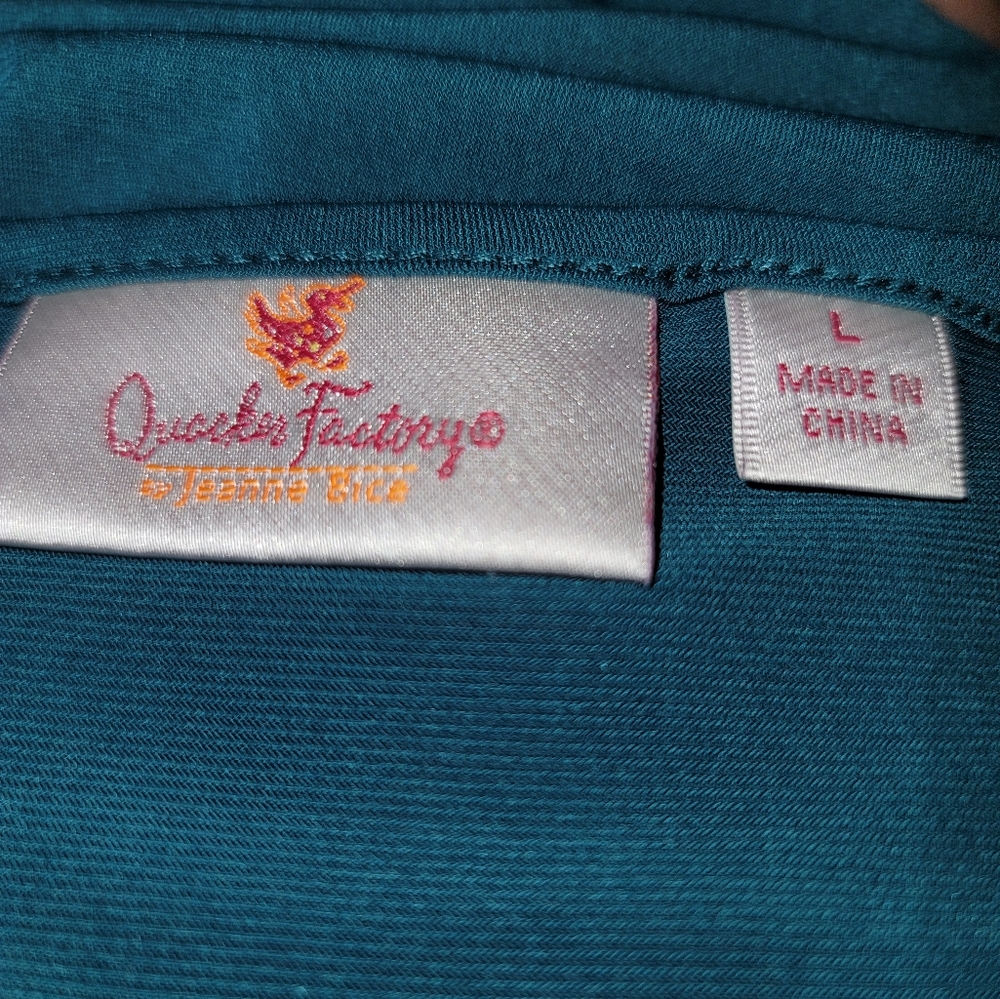 Quacker Factory®
by Jeanne Bice
L
MADE IN
CHINA